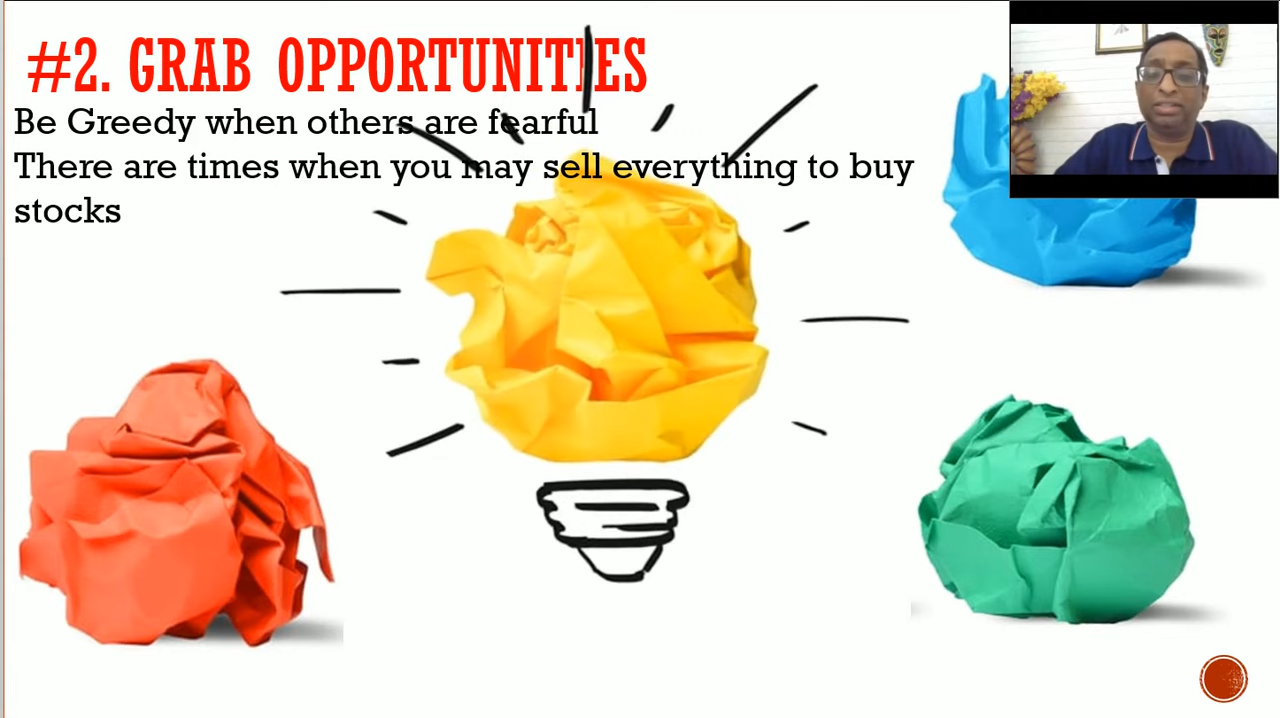 #2. GRAB OPPORTUNITIES
Be Greedy when others are fearful
There are times when you may sell everything to buy
stocks